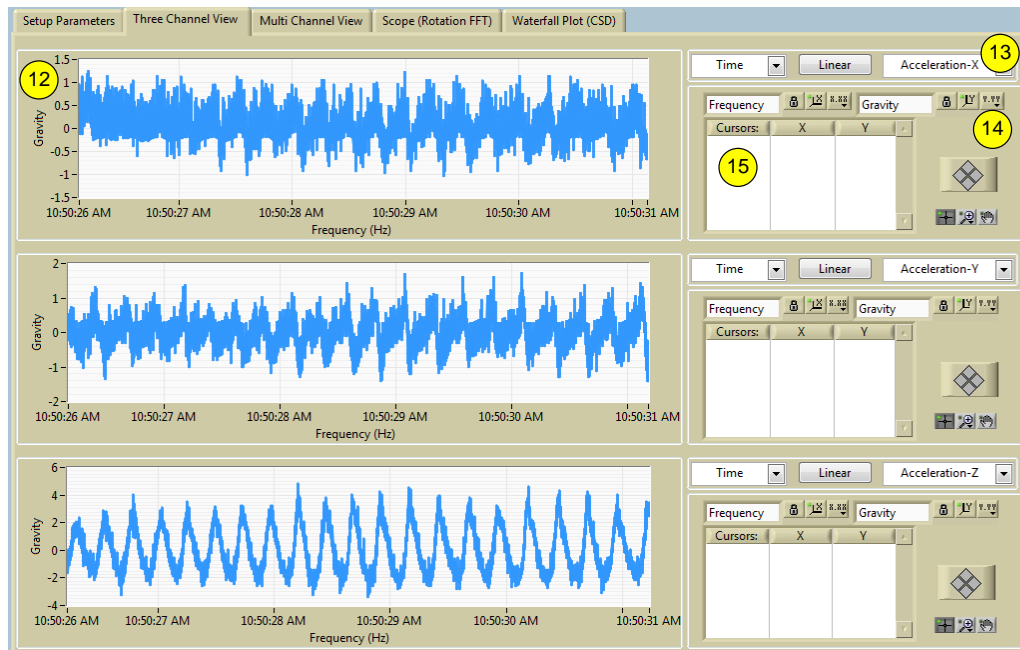 Setup Parameters Three Channel View Multi Channel View Scope (Rotation FFT) Waterfall Plot (CSD)
12
1.5
1
0.5
0
-0.5
-1
-1.5
Gravity
10:50:26 AM 10:50:27 AM 10:50:28 AM 10:50:29 AM 10:50:30 AM 10:50:31 AM
Frequency (Hz)
Time Linear Acceleration-X 13
Frequency X X.XX Gravity Y Y.YY
14
Cursors: X Y
15
2
1
0
-1
-2
Gravity
10:50:26 AM 10:50:27 AM 10:50:28 AM 10:50:29 AM 10:50:30 AM 10:50:31 AM
Frequency (Hz)
Time Linear Acceleration-Y
Frequency X X.XX Gravity Y Y.YY
Cursors: X Y
6
4
2
0
-2
-4
Gravity
10:50:26 AM 10:50:27 AM 10:50:28 AM 10:50:29 AM 10:50:30 AM 10:50:31 AM
Frequency (Hz)
Time Linear Acceleration-Z
Frequency X X.XX Gravity Y Y.YY
Cursors: X Y